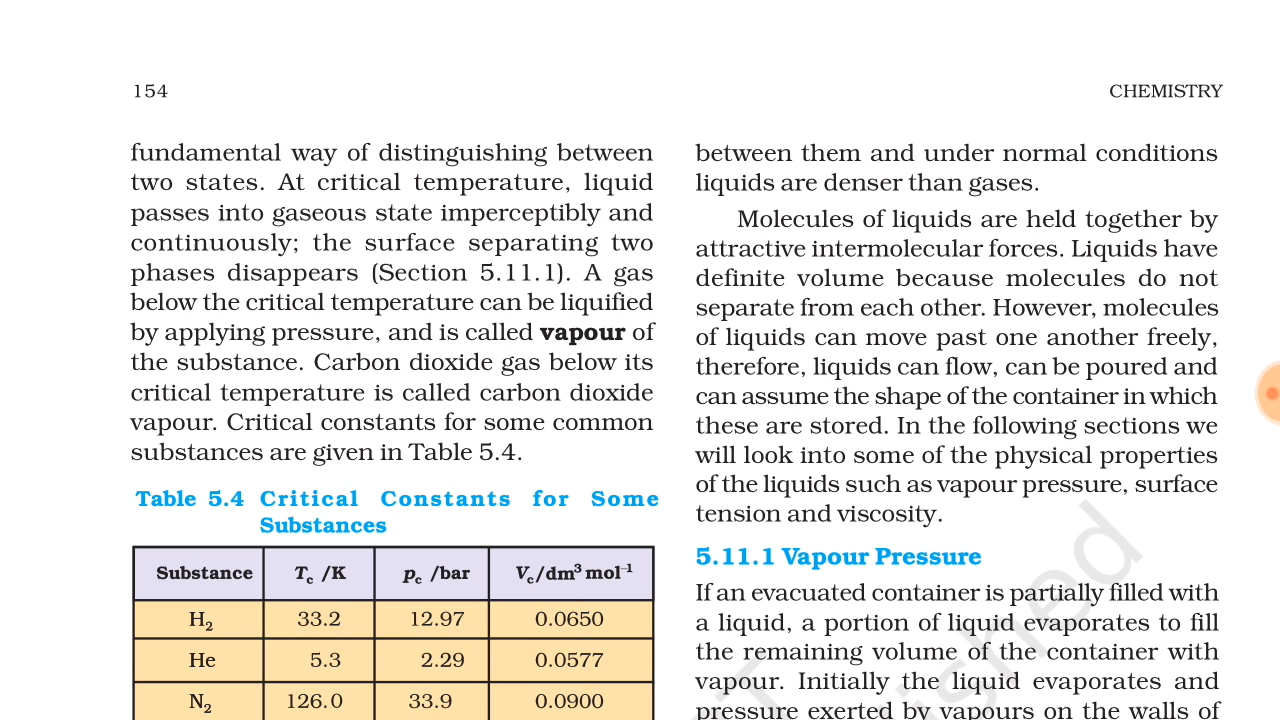 154
CHEMISTRY
fundamental way of distinguishing between
two states. At critical temperature, liquid
passes into gaseous state imperceptibly and
continuously; the surface separating two
phases disappears (Section 5.11.1). A gas
below the critical temperature can be liquified
by applying pressure, and is called vapour of
the substance. Carbon dioxide gas below its
critical temperature is called carbon dioxide
vapour. Critical constants for some common
substances are given in Table 5.4.
Table 5.4 Critical Constants for Some
Substances
Substance T_c /K p_c /bar V_c/dm³ mol⁻¹
H₂ 33.2 12.97 0.0650
He 5.3 2.29 0.0577
N₂ 126.0 33.9 0.0900
between them and under normal conditions
liquids are denser than gases.
Molecules of liquids are held together by
attractive intermolecular forces. Liquids have
definite volume because molecules do not
separate from each other. However, molecules
of liquids can move past one another freely,
therefore, liquids can flow, can be poured and
can assume the shape of the container in which
these are stored. In the following sections we
will look into some of the physical properties
of the liquids such as vapour pressure, surface
tension and viscosity.
5.11.1 Vapour Pressure
If an evacuated container is partially filled with
a liquid, a portion of liquid evaporates to fill
the remaining volume of the container with
vapour. Initially the liquid evaporates and
pressure exerted by vapours on the walls of